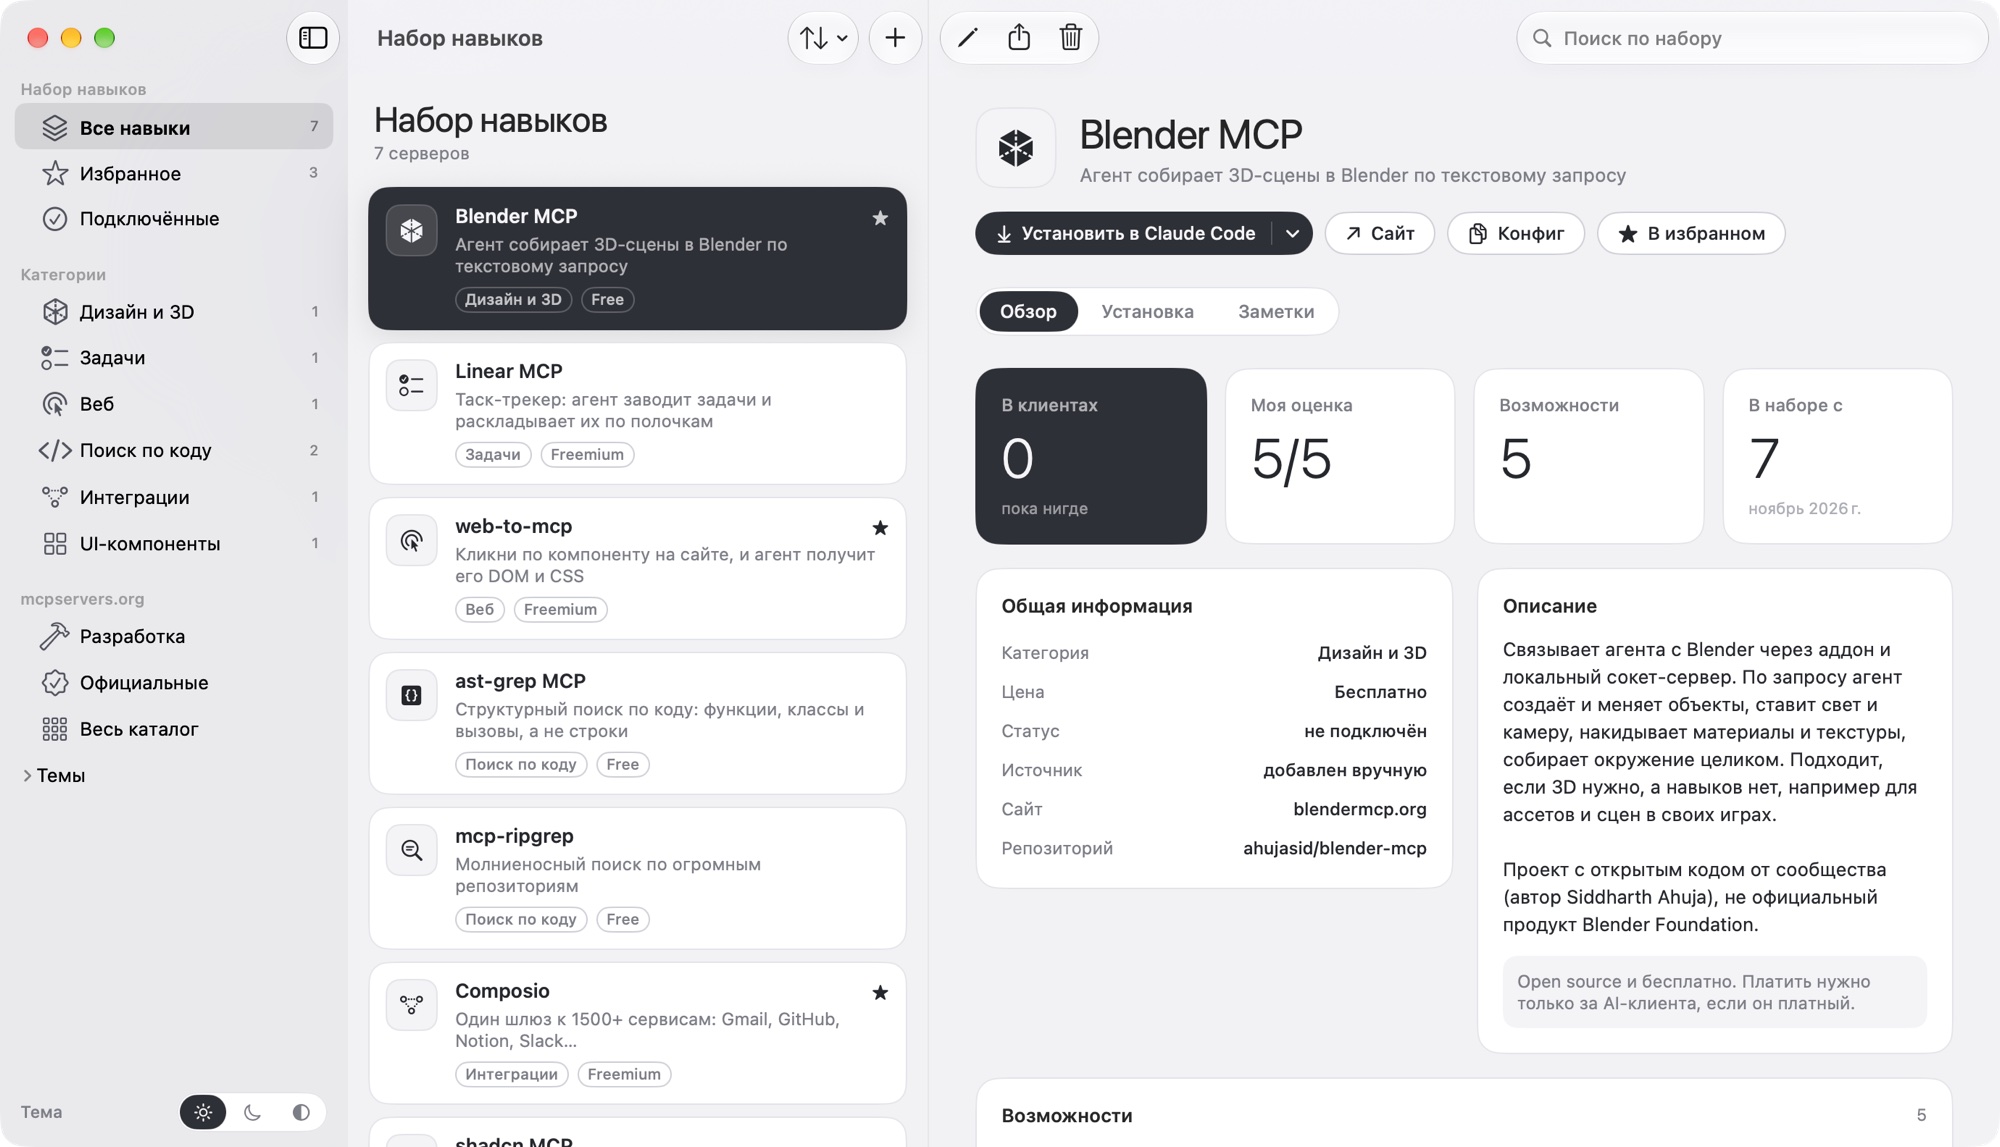 Набор навыков
Все навыки 7
Избранное 3
Подключённые
Категории
Дизайн и 3D 1
Задачи 1
Веб 1
Поиск по коду 2
Интеграции 1
UI-компоненты 1
mcpservers.org
Разработка
Официальные
Весь каталог
Темы
Тема
Набор навыков
Набор навыков
7 серверов
Blender MCP
Агент собирает 3D-сцены в Blender по
текстовому запросу
Дизайн и 3D Free
Linear MCP
Таск-трекер: агент заводит задачи и
раскладывает их по полочкам
Задачи Freemium
web-to-mcp
Кликни по компоненту на сайте, и агент получит
его DOM и CSS
Веб Freemium
ast-grep MCP
Структурный поиск по коду: функции, классы и
вызовы, а не строки
Поиск по коду Free
mcp-ripgrep
Молниеносный поиск по огромным
репозиториям
Поиск по коду Free
Composio
Один шлюз к 1500+ сервисам: Gmail, GitHub,
Notion, Slack...
Интеграции Freemium
shadcn MCP
Поиск по набору
Blender MCP
Агент собирает 3D-сцены в Blender по текстовому запросу
Установить в Claude Code Сайт Конфиг В избранном
Обзор Установка Заметки
В клиентах
0
пока нигде
Моя оценка
5/5
Возможности
5
В наборе с
7
ноябрь 2026 г.
Общая информация
Категория Дизайн и 3D
Цена Бесплатно
Статус не подключён
Источник добавлен вручную
Сайт blendermcp.org
Репозиторий ahujasid/blender-mcp
Описание
Связывает агента с Blender через аддон и
локальный сокет-сервер. По запросу агент
создаёт и меняет объекты, ставит свет и
камеру, накидывает материалы и текстуры,
собирает окружение целиком. Подходит,
если 3D нужно, а навыков нет, например для
ассетов и сцен в своих играх.
Проект с открытым кодом от сообщества
(автор Siddharth Ahuja), не официальный
продукт Blender Foundation.
Open source и бесплатно. Платить нужно
только за AI-клиента, если он платный.
Возможности 5